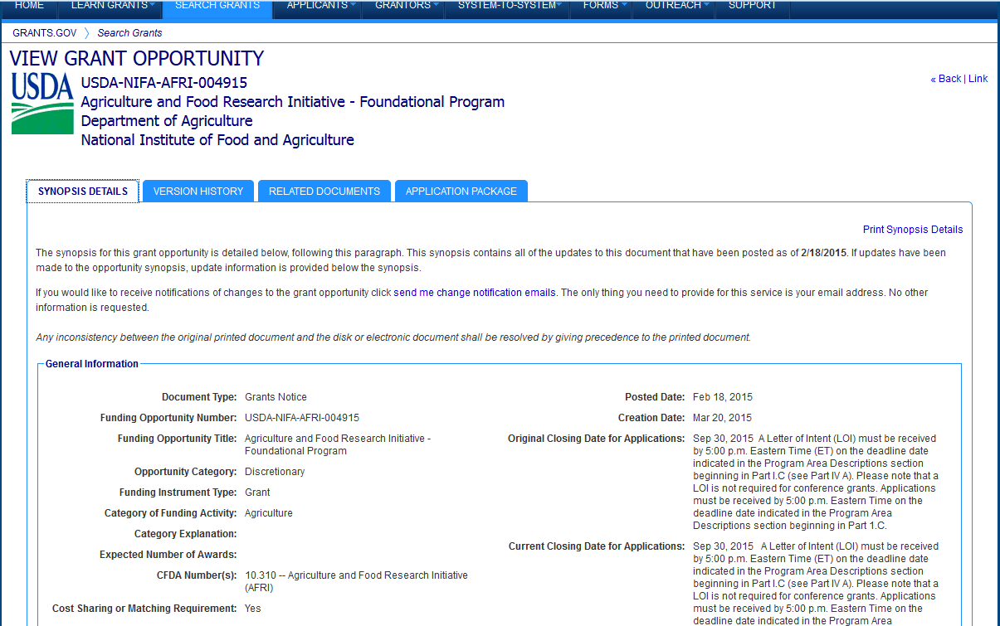 HOME LEARN GRANTS SEARCH GRANTS APPLICANTS GRANTORS SYSTEM-TO-SYSTEM FORMS OUTREACH SUPPORT
GRANTS.GOV 〉 Search Grants
VIEW GRANT OPPORTUNITY
USDA
USDA-NIFA-AFRI-004915
Agriculture and Food Research Initiative - Foundational Program
Department of Agriculture
National Institute of Food and Agriculture
« Back | Link
SYNOPSIS DETAILS VERSION HISTORY RELATED DOCUMENTS APPLICATION PACKAGE
Print Synopsis Details
The synopsis for this grant opportunity is detailed below, following this paragraph. This synopsis contains all of the updates to this document that have been posted as of 2/18/2015. If updates have been
made to the opportunity synopsis, update information is provided below the synopsis.
If you would like to receive notifications of changes to the grant opportunity click send me change notification emails. The only thing you need to provide for this service is your email address. No other
information is requested.
Any inconsistency between the original printed document and the disk or electronic document shall be resolved by giving precedence to the printed document.
General Information
Document Type: Grants Notice
Funding Opportunity Number: USDA-NIFA-AFRI-004915
Funding Opportunity Title: Agriculture and Food Research Initiative -
Foundational Program
Opportunity Category: Discretionary
Funding Instrument Type: Grant
Category of Funding Activity: Agriculture
Category Explanation:
Expected Number of Awards:
CFDA Number(s): 10.310 -- Agriculture and Food Research Initiative
(AFRI)
Cost Sharing or Matching Requirement: Yes
Posted Date: Feb 18, 2015
Creation Date: Mar 20, 2015
Original Closing Date for Applications: Sep 30, 2015 A Letter of Intent (LOI) must be received
by 5:00 p.m. Eastern Time (ET) on the deadline date
indicated in the Program Area Descriptions section
beginning in Part I.C (see Part IV A). Please note that a
LOI is not required for conference grants. Applications
must be received by 5:00 p.m. Eastern Time on the
deadline date indicated in the Program Area
Descriptions section beginning in Part 1.C.
Current Closing Date for Applications: Sep 30, 2015 A Letter of Intent (LOI) must be received
by 5:00 p.m. Eastern Time (ET) on the deadline date
indicated in the Program Area Descriptions section
beginning in Part I.C (see Part IV A). Please note that a
LOI is not required for conference grants. Applications
must be received by 5:00 p.m. Eastern Time on the
deadline date indicated in the Program Area